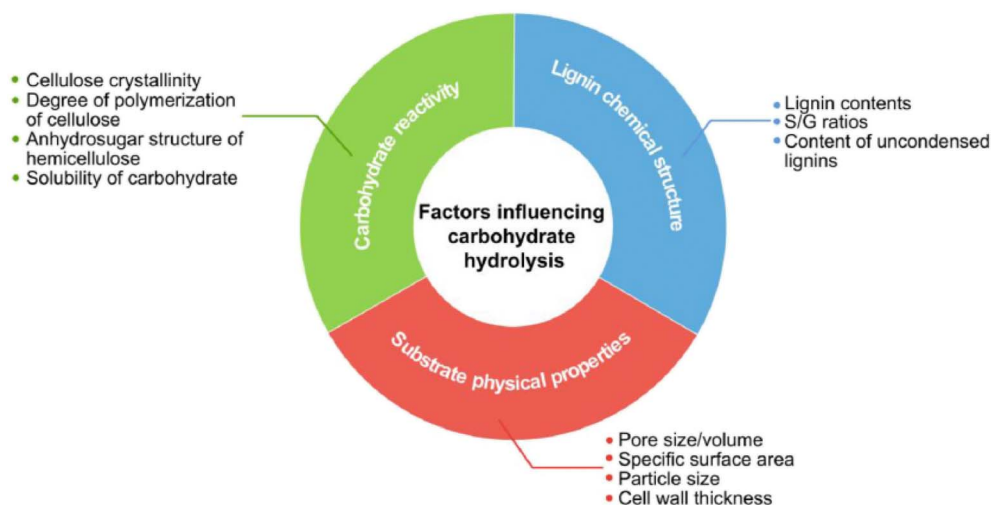 Cellulose crystallinity
Degree of polymerization
of cellulose
Anhydrosugar structure of
hemicellulose
Solubility of carbohydrate
Carbohydrate reactivity
Lignin chemical structure
Lignin contents
S/G ratios
Content of uncondensed
lignins
Factors influencing
carbohydrate
hydrolysis
Substrate physical properties
Pore size/volume
Specific surface area
Particle size
Cell wall thickness